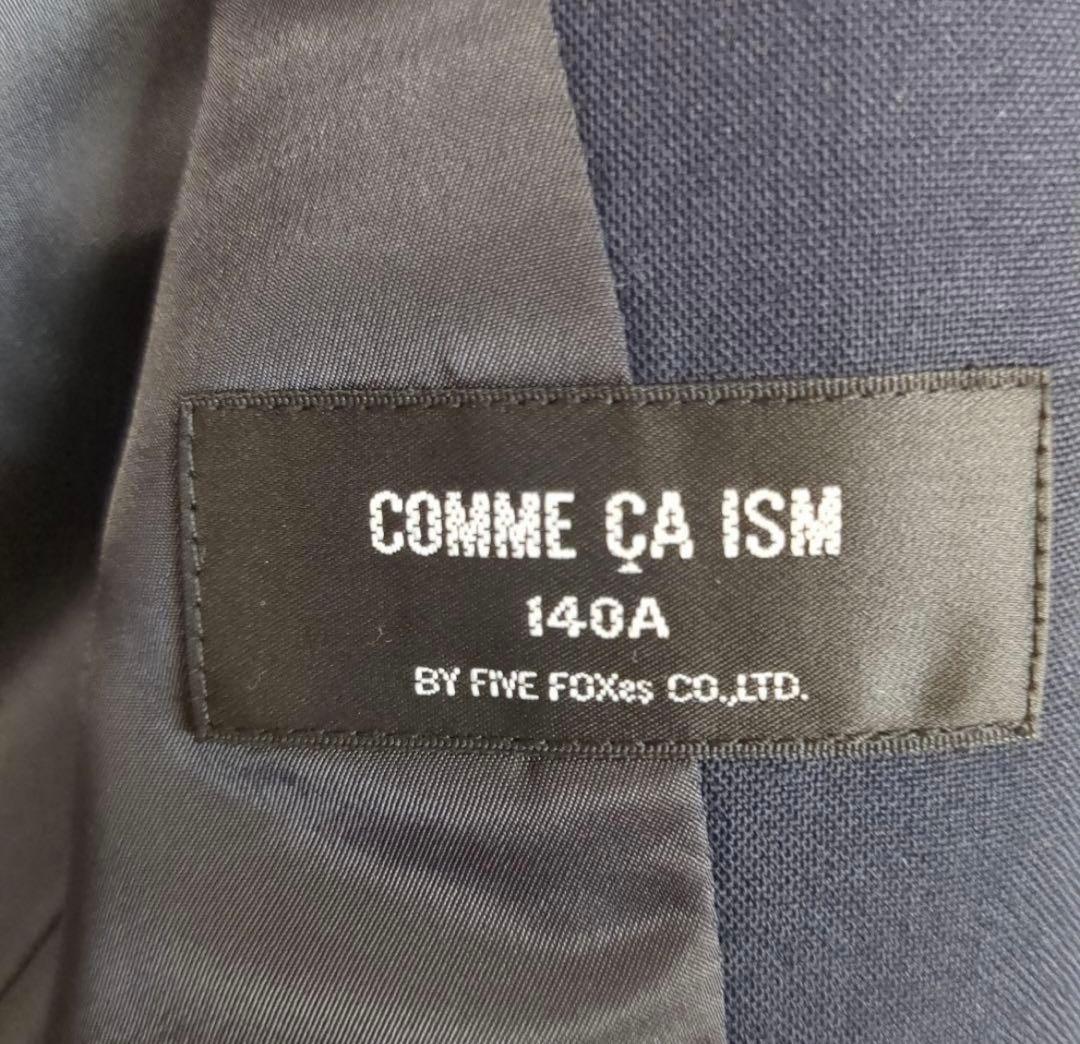 COMME ÇA ISM
140A
BY FIVE FOXes CO.,LTD.